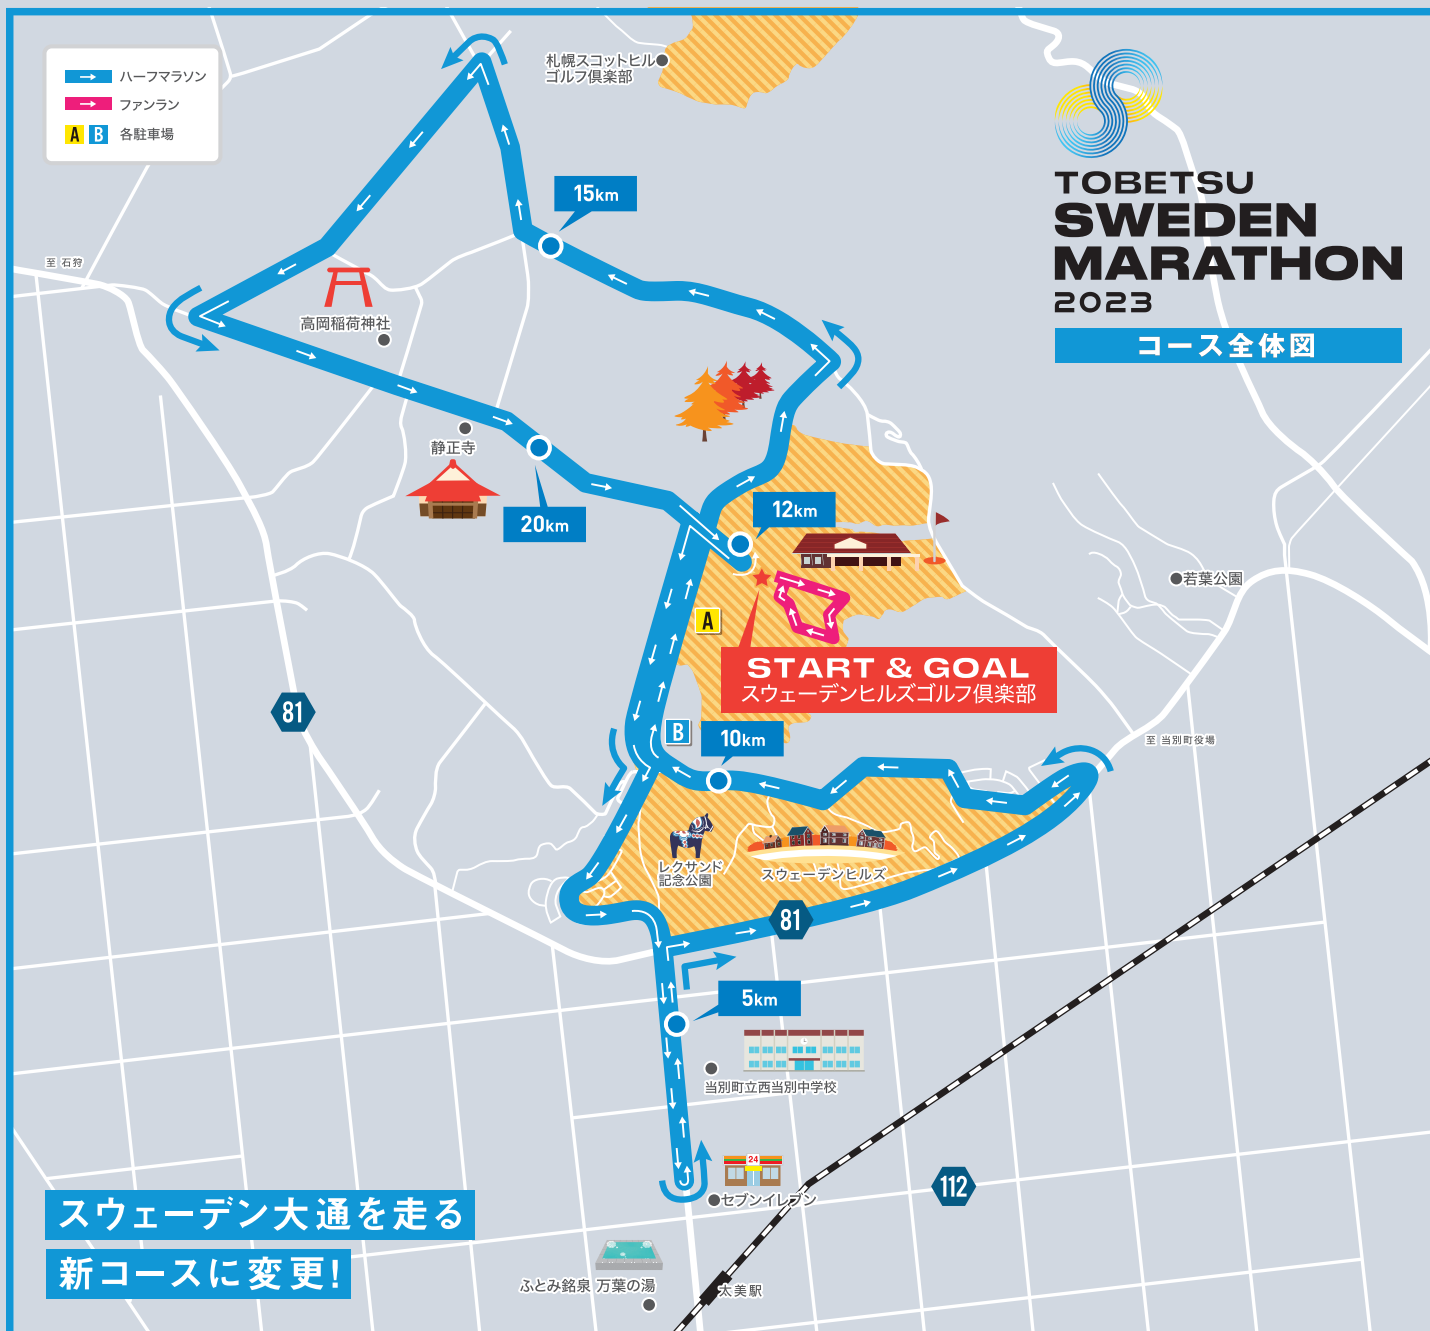 ハーフマラソン
ファンラン
A B 各駐車場
札幌スコットヒル
ゴルフ倶楽部
TOBETSU
SWEDEN
MARATHON
2023
コース全体図
15km
至 石狩
高岡稲荷神社
静正寺
20km
12km
若葉公園
A
START & GOAL
スウェーデンヒルズゴルフ倶楽部
81
B
10km
至 当別町役場
レクサンド
記念公園
スウェーデンヒルズ
81
5km
当別町立西当別中学校
24
セブンイレブン
112
スウェーデン大通を走る
新コースに変更!
ふとみ銘泉 万葉の湯
太美駅